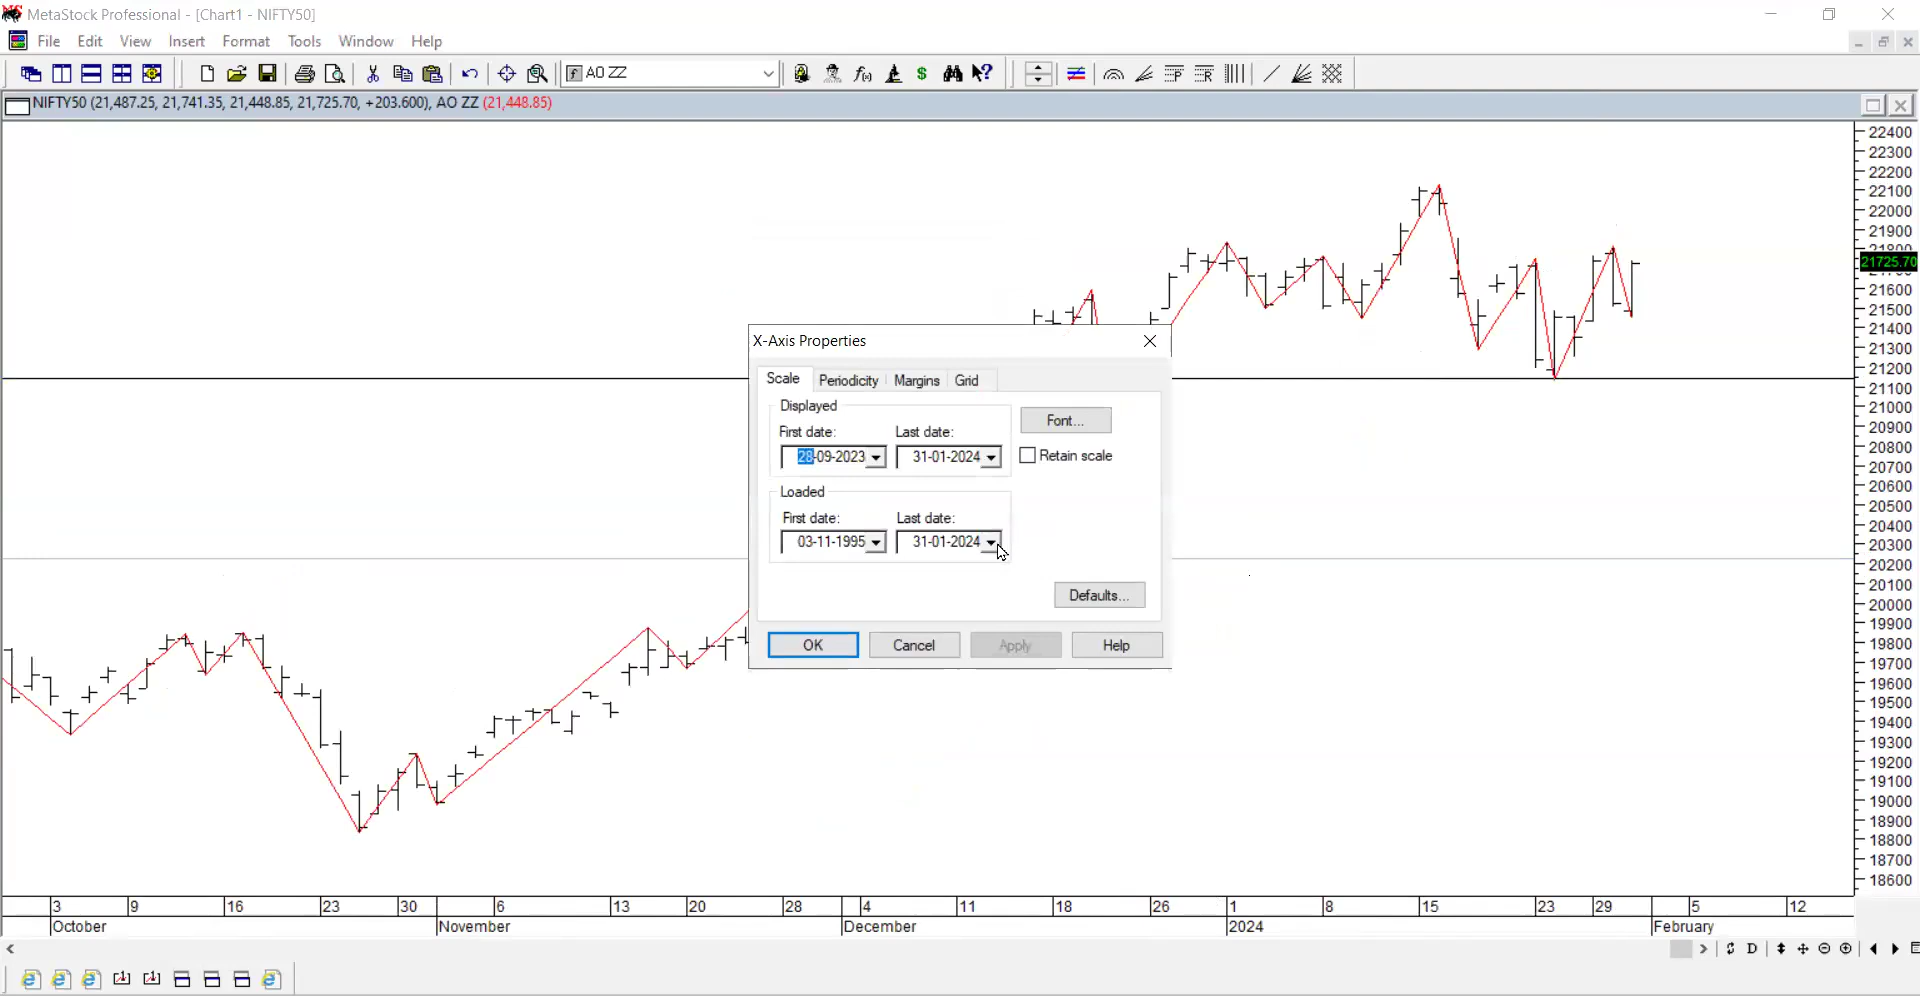 MetaStock Professional - [Chart1 - NIFTY50]
File Edit View Insert Format Tools Window Help
AO ZZ
NIFTY50 (21,487.25, 21,741.35, 21,448.85, 21,725.70, +203.600), AO ZZ (21,448.85)
22400
22300
22200
22100
22000
21900
21800
21725.70
21600
21500
21400
21300
21200
21100
21000
20900
20800
20700
20600
20500
20400
20300
20200
20100
20000
19900
19800
19700
19600
19500
19400
19300
19200
19100
19000
18900
18800
18700
18600
X-Axis Properties
Scale Periodicity Margins Grid
Displayed
First date: Last date:
28-09-2023 31-01-2024
Font...
Retain scale
Loaded
First date: Last date:
03-11-1995 31-01-2024
Defaults...
OK Cancel Apply Help
3 9 16 23 30 6 13 20 28 4 11 18 26 1 8 15 23 29 5 12
October November December 2024 February
D